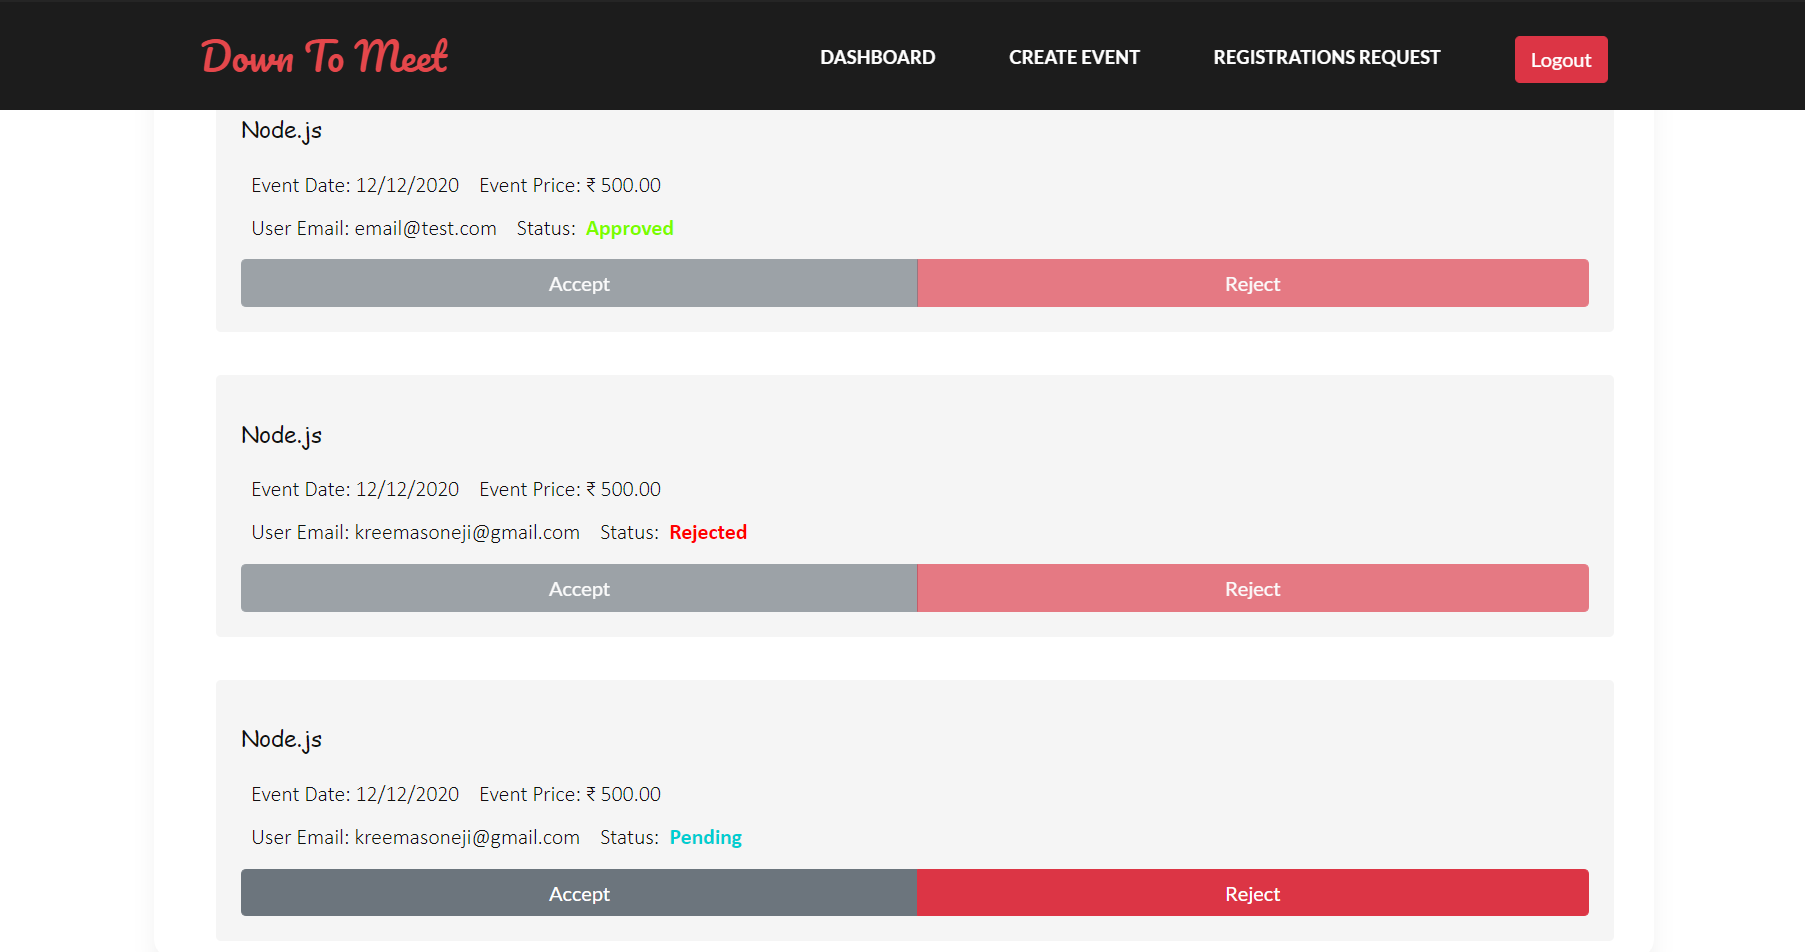 Down To Meet
DASHBOARD CREATE EVENT REGISTRATIONS REQUEST Logout
Node.js
Event Date: 12/12/2020 Event Price: ₹ 500.00
User Email: email@test.com Status: Approved
Accept Reject
Node.js
Event Date: 12/12/2020 Event Price: ₹ 500.00
User Email: kreemasoneji@gmail.com Status: Rejected
Accept Reject
Node.js
Event Date: 12/12/2020 Event Price: ₹ 500.00
User Email: kreemasoneji@gmail.com Status: Pending
Accept Reject